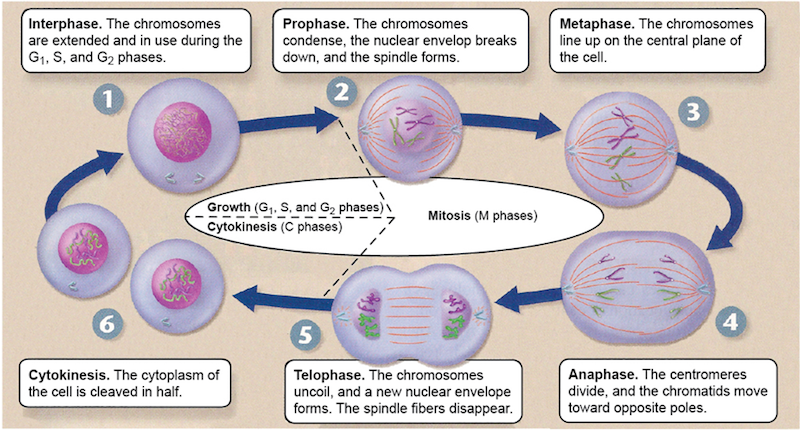 Interphase. The chromosomes
are extended and in use during the
G₁, S, and G₂ phases.
Prophase. The chromosomes
condense, the nuclear envelop breaks
down, and the spindle forms.
Metaphase. The chromosomes
line up on the central plane of
the cell.
1
2
3
Growth (G₁, S, and G₂ phases)
Cytokinesis (C phases)
Mitosis (M phases)
6
5
4
Cytokinesis. The cytoplasm of
the cell is cleaved in half.
Telophase. The chromosomes
uncoil, and a new nuclear envelope
forms. The spindle fibers disappear.
Anaphase. The centromeres
divide, and the chromatids move
toward opposite poles.